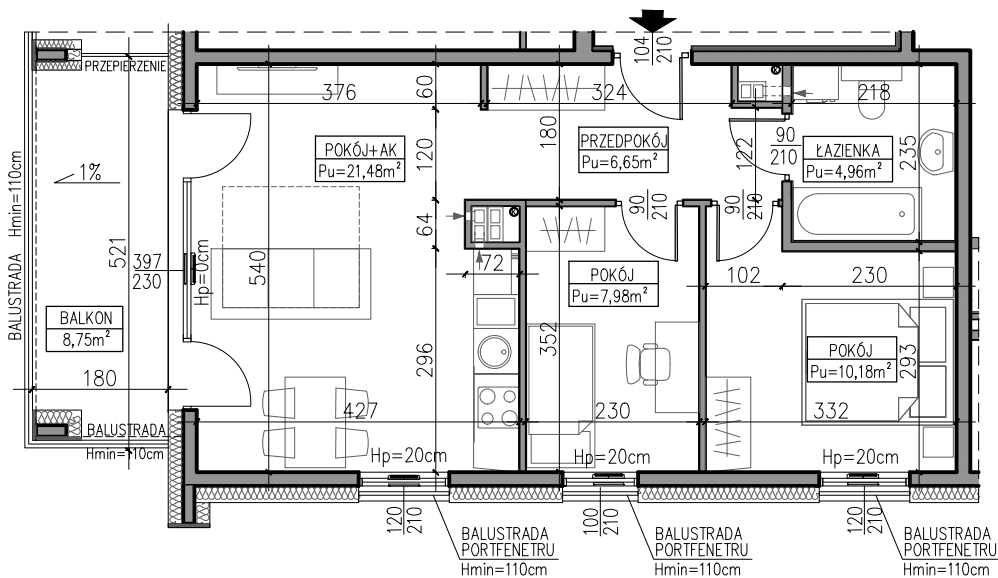 104
210
PRZEPIERZENIE
376
60
324
218
POKÓJ+AK
Pu=21,48m²
120
180
PRZEDPOKÓJ
Pu=6,65m²
122
90
210
ŁAZIENKA
Pu=4,96m²
235
1%
BALUSTRADA Hmin=110cm
521
397
230
Hp=0cm
540
64
90
210
90
210
72
POKÓJ
Pu=7,98m²
102
230
BALKON
8,75m²
352
296
POKÓJ
Pu=10,18m²
293
180
427
230
332
BALUSTRADA
Hmin=110cm
Hp=20cm
Hp=20cm
Hp=20cm
120
210
100
210
120
210
BALUSTRADA
PORTFENETRU
Hmin=110cm
BALUSTRADA
PORTFENETRU
Hmin=110cm
BALUSTRADA
PORTFENETRU
Hmin=110cm